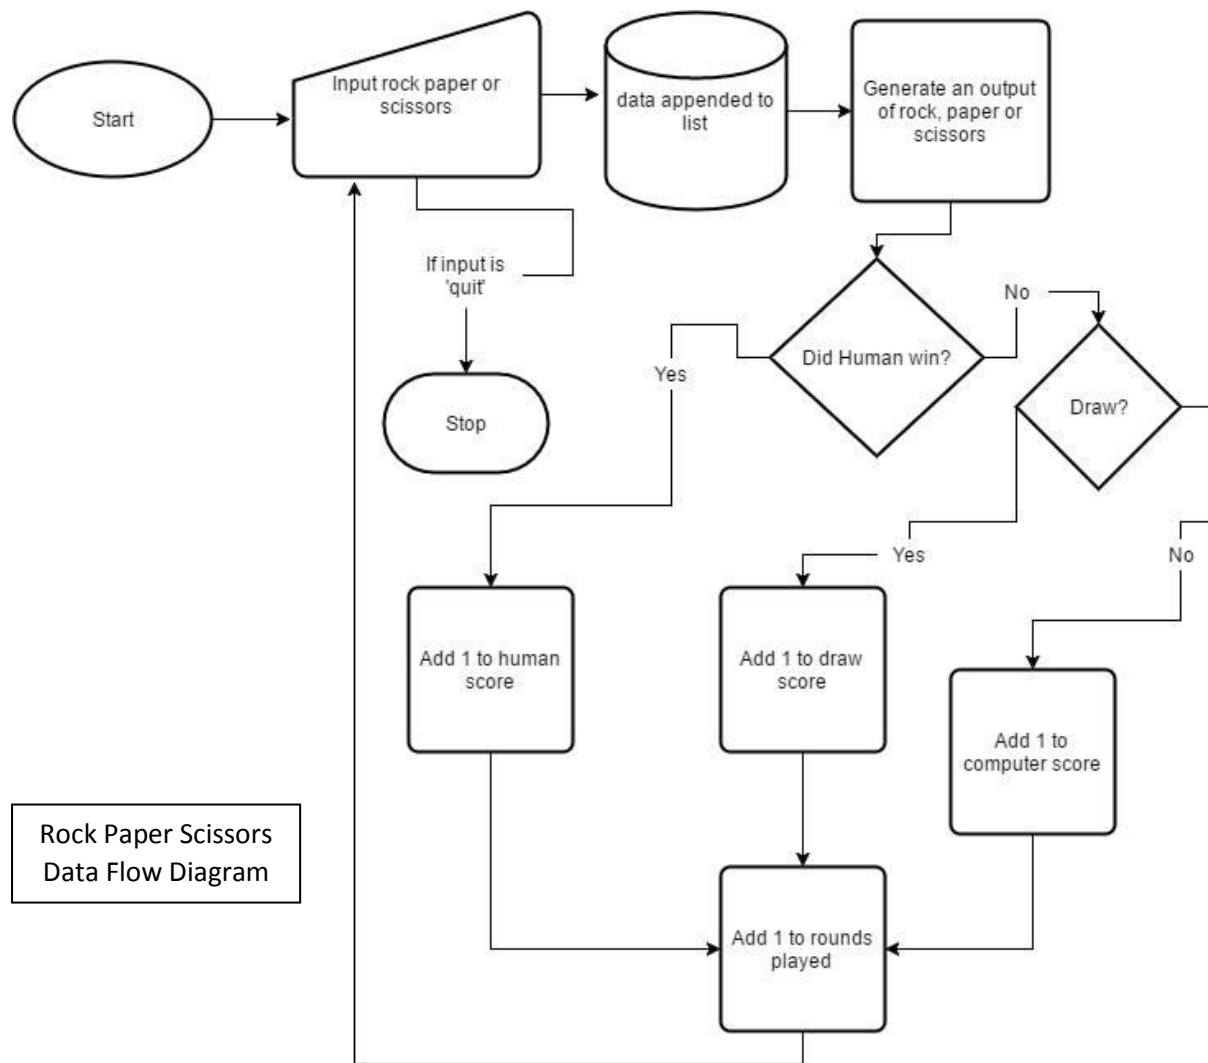 Start
Input rock paper or
scissors
data appended to
list
Generate an output
of rock, paper or
scissors
If input is
'quit'
Stop
Did Human win?
Yes
No
Draw?
Yes
No
Add 1 to human
score
Add 1 to draw
score
Add 1 to
computer score
Rock Paper Scissors
Data Flow Diagram
Add 1 to rounds
played